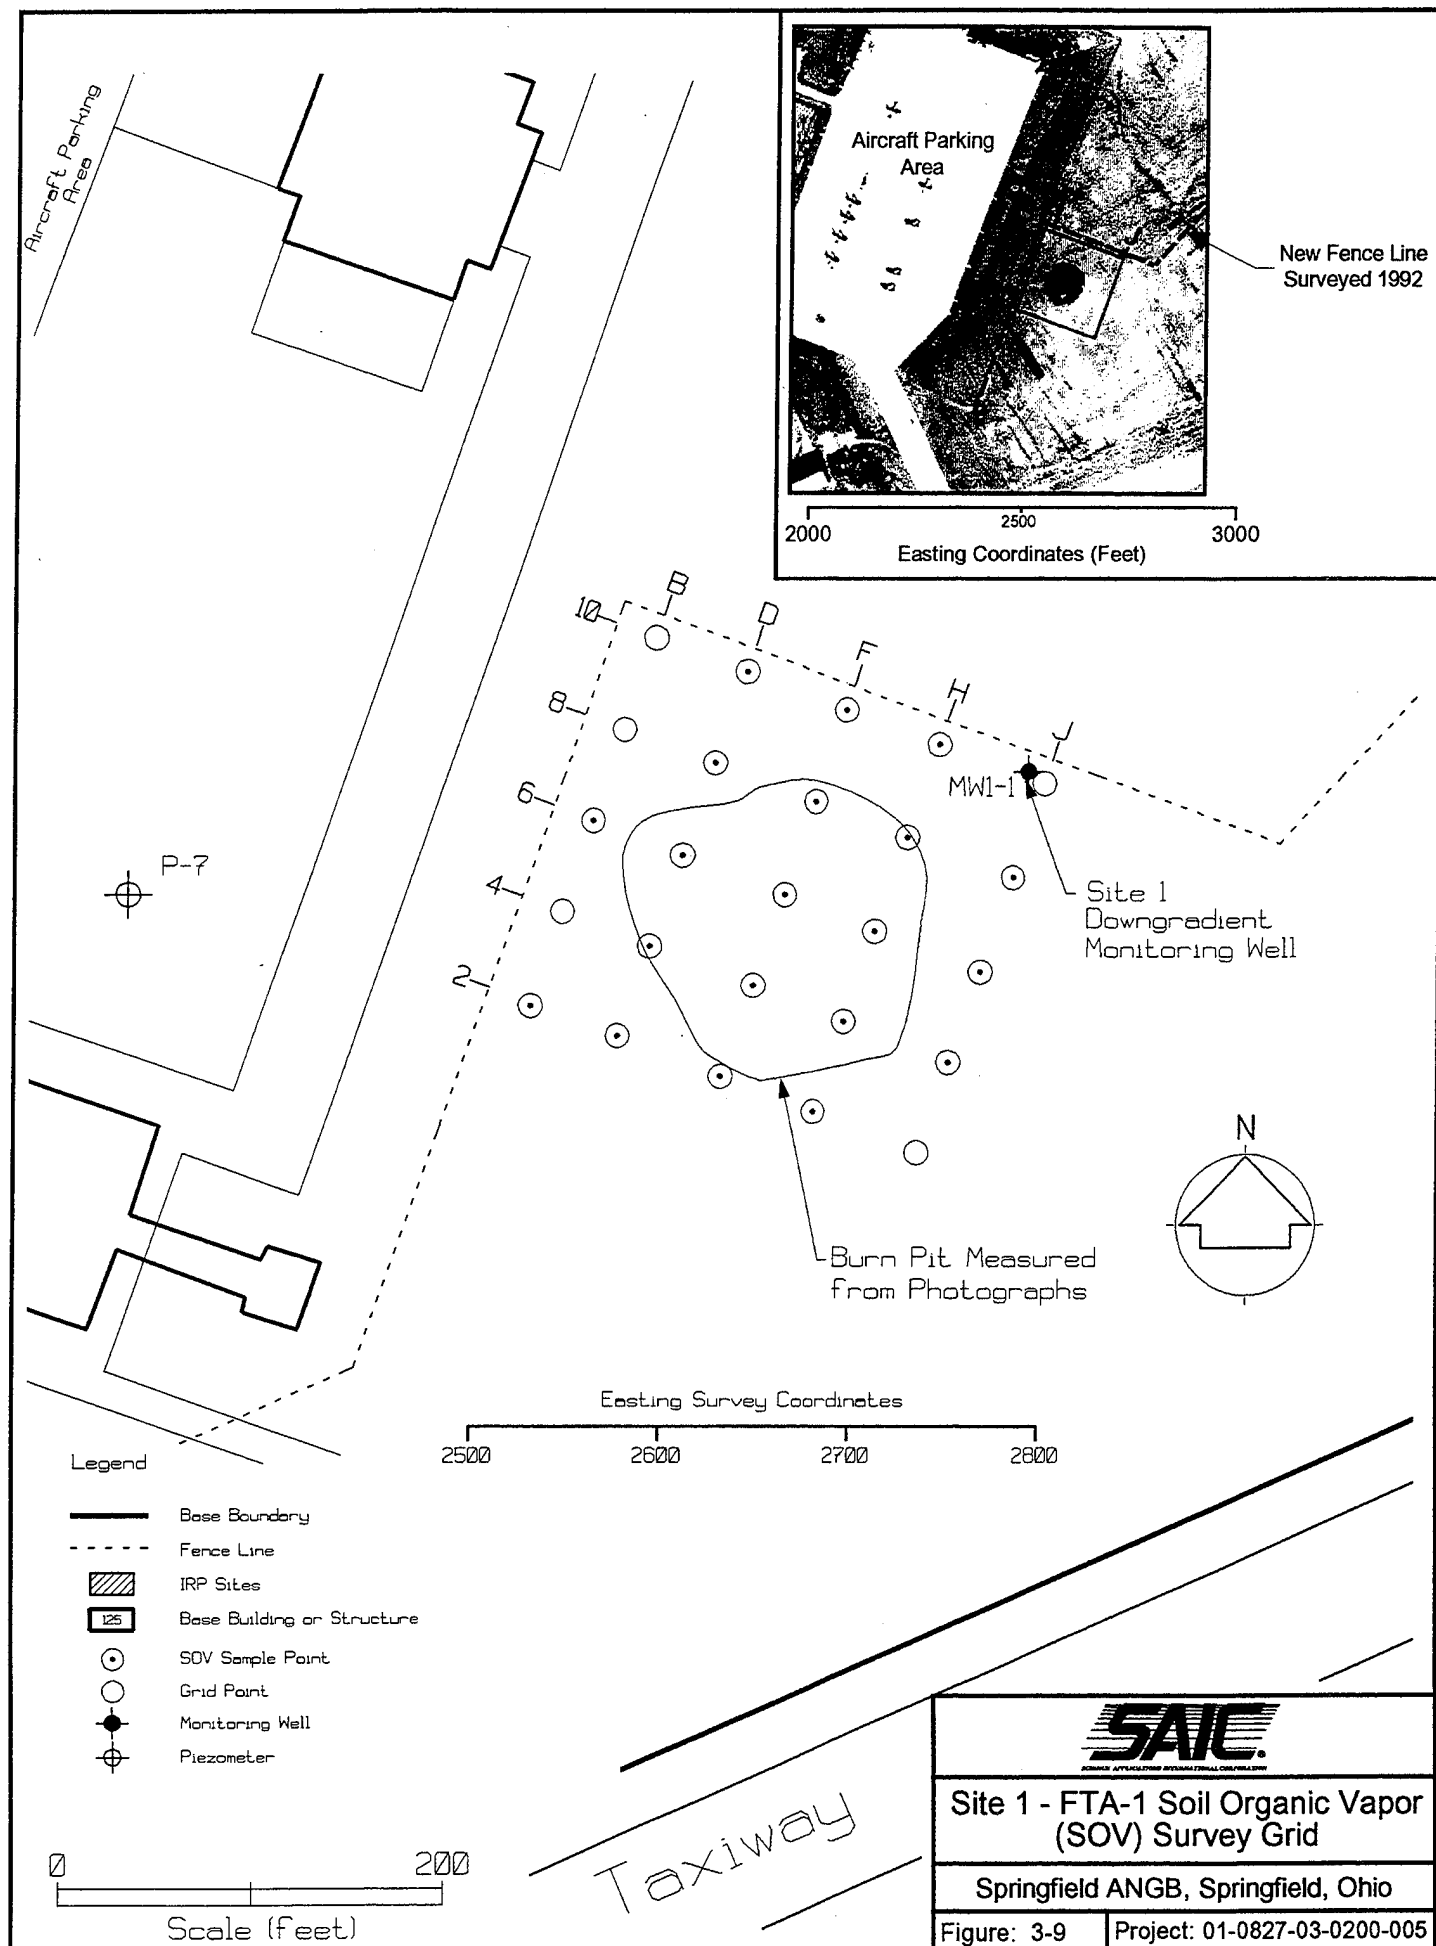 Aircraft Parking
Area
Aircraft Parking
Area
New Fence Line
Surveyed 1992
2000
2500
3000
Easting Coordinates (Feet)
10
B
D
F
H
J
8
6
4
2
MW1-1
P-7
Site 1
Downgradient
Monitoring Well
N
Burn Pit Measured
from Photographs
Easting Survey Coordinates
2500
2600
2700
2800
Legend
Base Boundary
Fence Line
IRP Sites
125
Base Building or Structure
SOV Sample Point
Grid Point
Monitoring Well
Piezometer
0
200
Scale (feet)
Taxiway
SAIC
SCIENCE APPLICATIONS INTERNATIONAL CORPORATION
Site 1 - FTA-1 Soil Organic Vapor
(SOV) Survey Grid
Springfield ANGB, Springfield, Ohio
Figure: 3-9
Project: 01-0827-03-0200-005